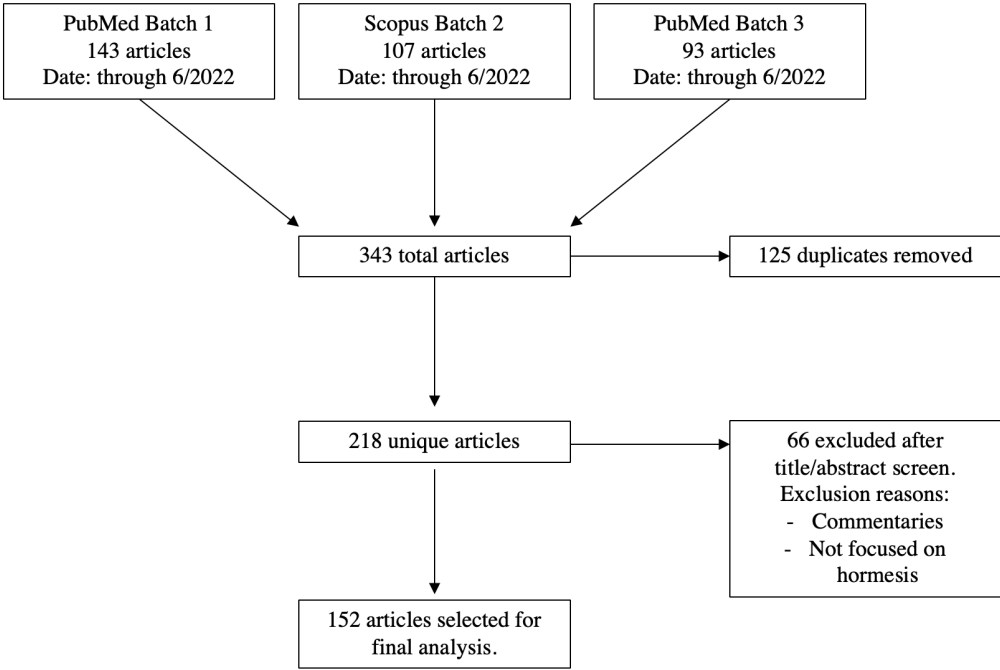 PubMed Batch 1
143 articles
Date: through 6/2022
Scopus Batch 2
107 articles
Date: through 6/2022
PubMed Batch 3
93 articles
Date: through 6/2022
343 total articles
125 duplicates removed
218 unique articles
66 excluded after
title/abstract screen.
Exclusion reasons:
- Commentaries
- Not focused on
hormesis
152 articles selected for
final analysis.